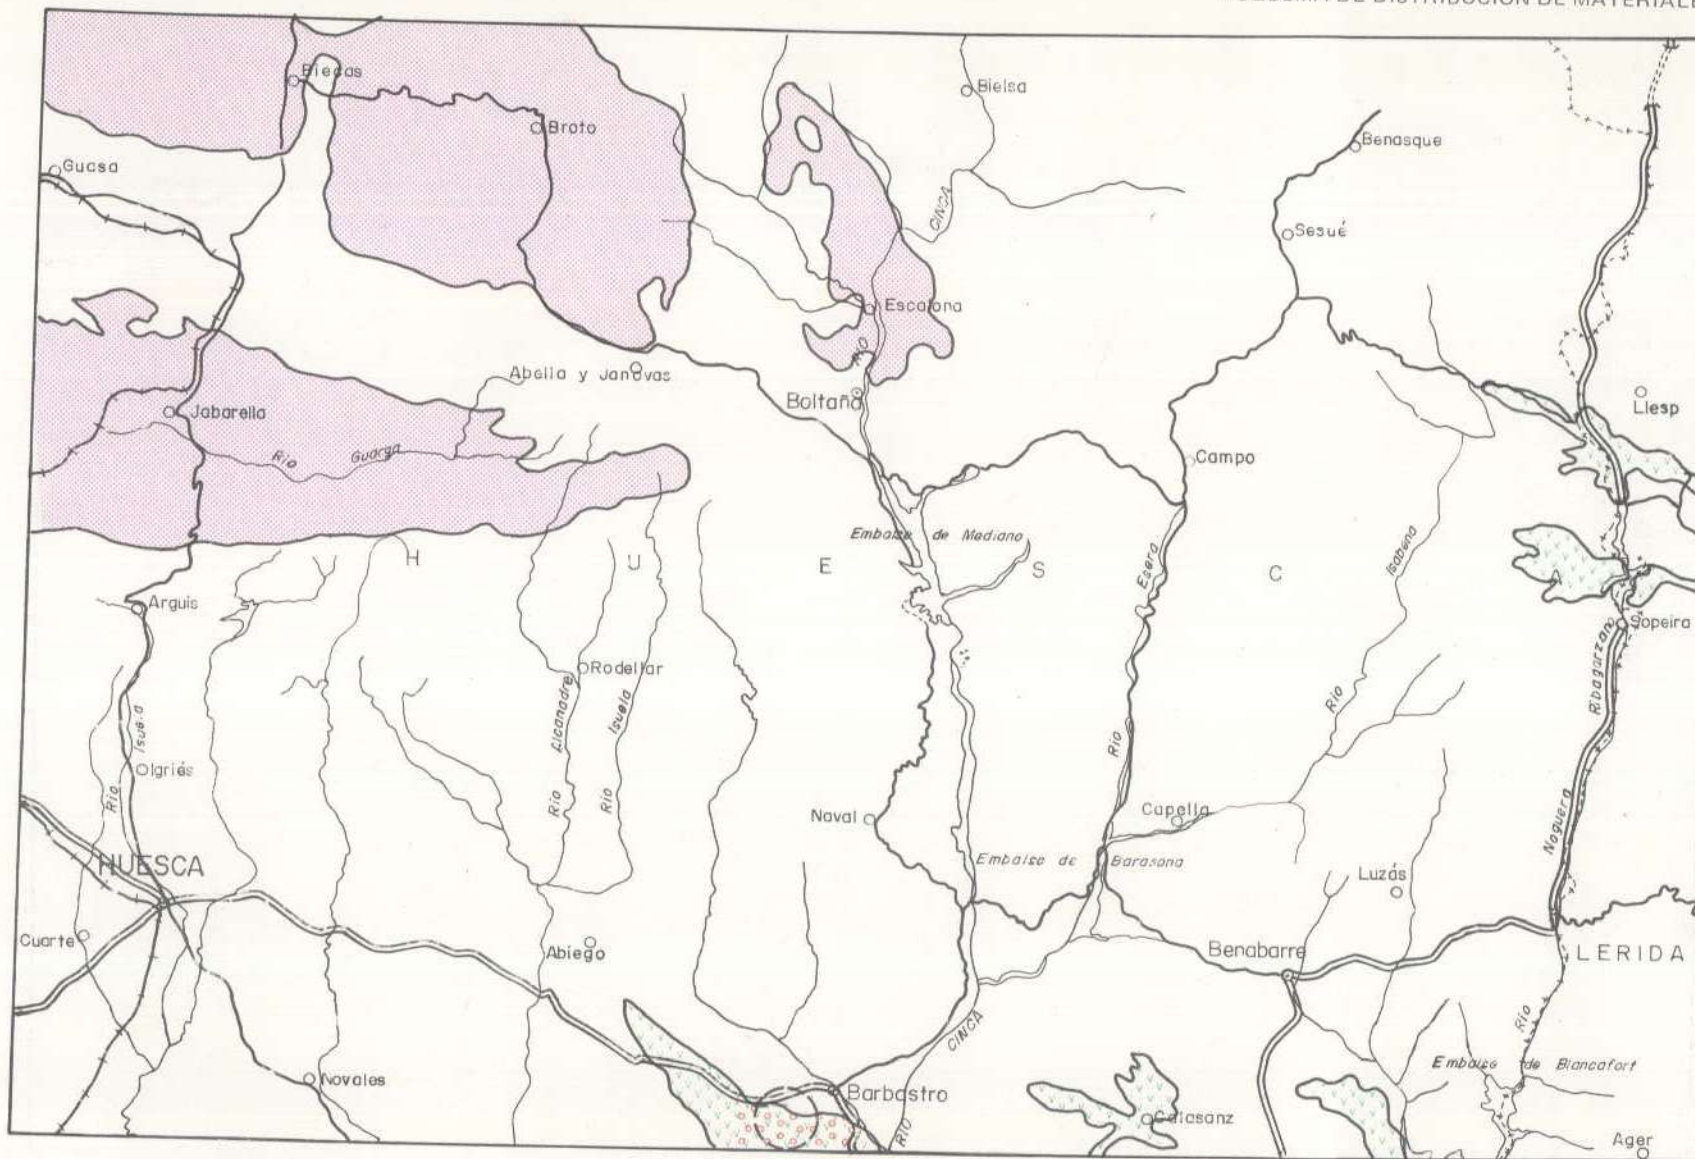 DE DISTRIBUCION DE MATERIALE
Biescas
Bielsa
Broto
Benasque
Guasa
CINCA
Sesué
Escalona
RIO
Abella y Janovas
Boltaña
Llesp
Jabarella
Rio Guarga
Campo
Embalse de Mediano
H U E S C
Esera
Isabena
Arguis
Sopeira
Rodellar
Ribagorzana
Alcanadre
Isuela
Isuela
Rio
Rio
Igriés
Rio
Rio
Rio
Naval
Capella
Noguera
HUESCA
Embalse de Barasona
Luzás
Cuarte
Abiego
Benabarre
LERIDA
CINCA
Rio
Embalse de Blancafort
Novales
Barbastro
Calasanz
RIO
Ager